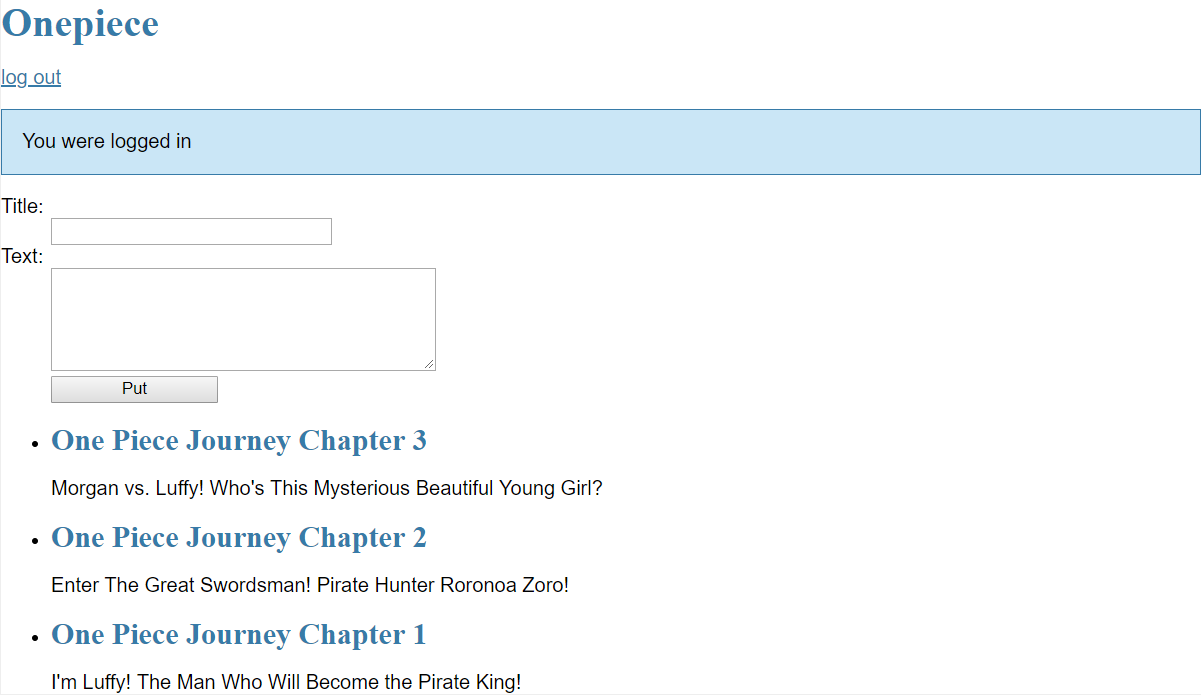 Onepiece
log out
You were logged in
Title:
Text:
Put
One Piece Journey Chapter 3
Morgan vs. Luffy! Who's This Mysterious Beautiful Young Girl?
One Piece Journey Chapter 2
Enter The Great Swordsman! Pirate Hunter Roronoa Zoro!
One Piece Journey Chapter 1
I'm Luffy! The Man Who Will Become the Pirate King!